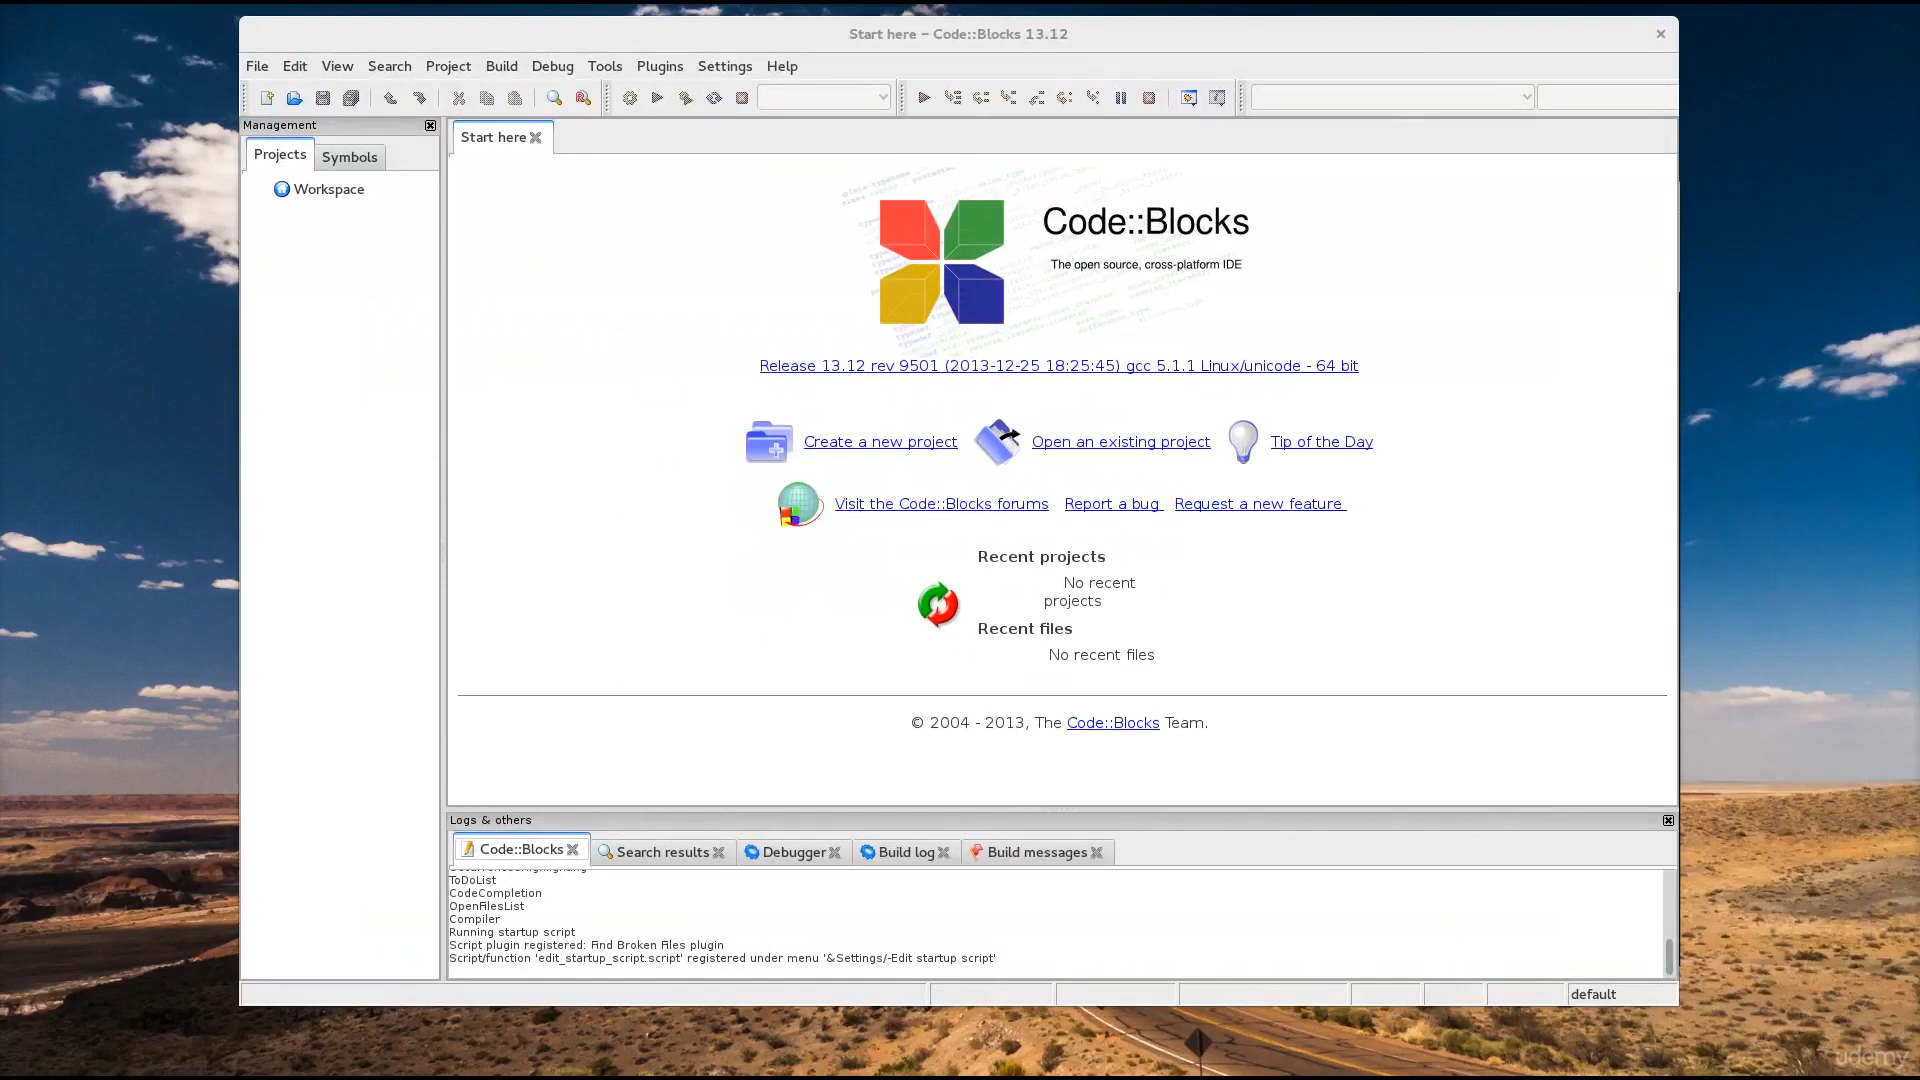 Start here – Code::Blocks 13.12
File Edit View Search Project Build Debug Tools Plugins Settings Help
Management
Projects Symbols
Workspace
Start here
Code::Blocks
The open source, cross-platform IDE
Release 13.12 rev 9501 (2013-12-25 18:25:45) gcc 5.1.1 Linux/unicode - 64 bit
Create a new project Open an existing project Tip of the Day
Visit the Code::Blocks forums Report a bug Request a new feature
Recent projects
No recent
projects
Recent files
No recent files
© 2004 - 2013, The Code::Blocks Team.
Logs & others
Code::Blocks Search results Debugger Build log Build messages
ToDoList
CodeCompletion
OpenFilesList
Compiler
Running startup script
Script plugin registered: Find Broken Files plugin
Script/function 'edit_startup_script.script' registered under menu '&Settings/-Edit startup script'
default
udemy